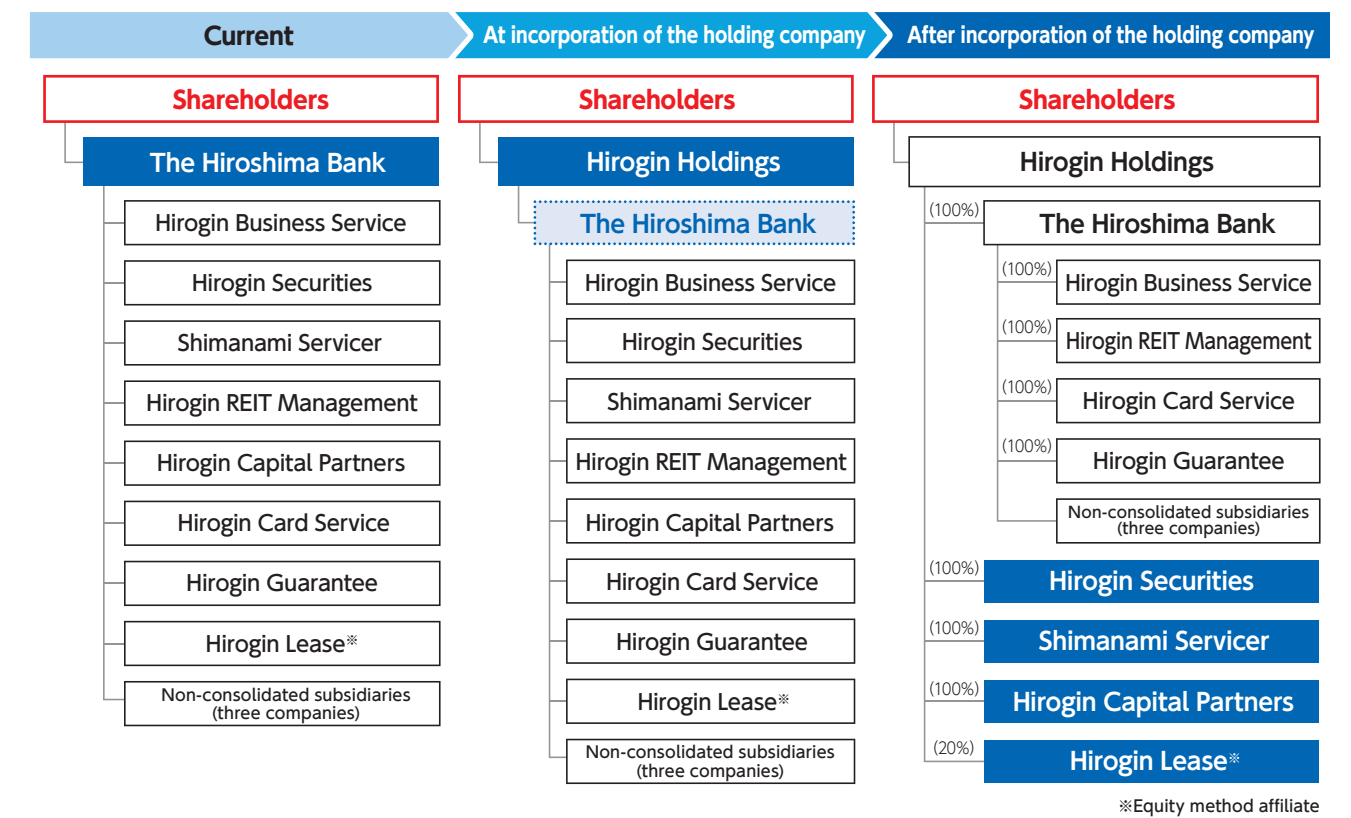 Current
At incorporation of the holding company
After incorporation of the holding company
Shareholders
The Hiroshima Bank
Hirogin Business Service
Hirogin Securities
Shimanami Servicer
Hirogin REIT Management
Hirogin Capital Partners
Hirogin Card Service
Hirogin Guarantee
Hirogin Lease※
Non-consolidated subsidiaries
(three companies)
Shareholders
Hirogin Holdings
The Hiroshima Bank
Hirogin Business Service
Hirogin Securities
Shimanami Servicer
Hirogin REIT Management
Hirogin Capital Partners
Hirogin Card Service
Hirogin Guarantee
Hirogin Lease※
Non-consolidated subsidiaries
(three companies)
Shareholders
Hirogin Holdings
(100%) The Hiroshima Bank
(100%) Hirogin Business Service
(100%) Hirogin REIT Management
(100%) Hirogin Card Service
(100%) Hirogin Guarantee
Non-consolidated subsidiaries
(three companies)
(100%) Hirogin Securities
(100%) Shimanami Servicer
(100%) Hirogin Capital Partners
(20%) Hirogin Lease※
※Equity method affiliate